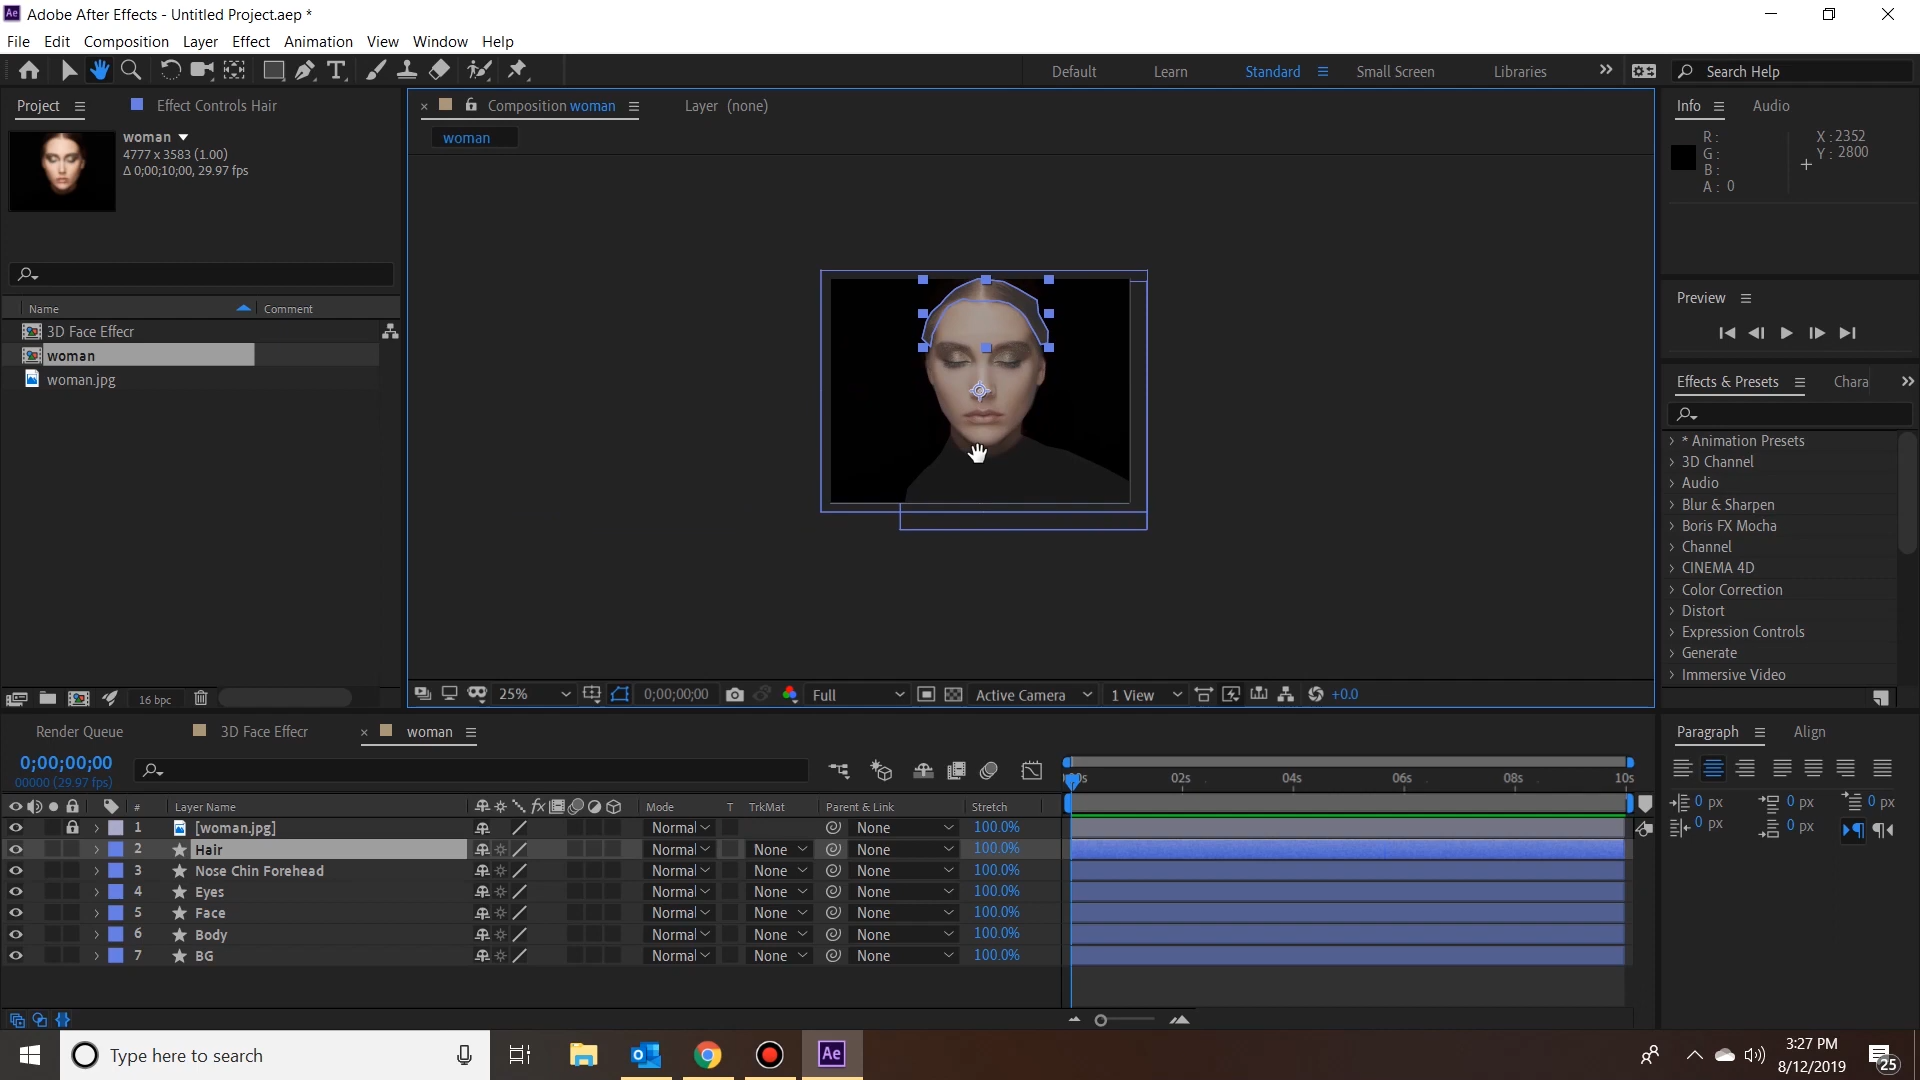 Adobe After Effects - Untitled Project.aep *
File Edit Composition Layer Effect Animation View Window Help
Default Learn Standard Small Screen Libraries Search Help
Project Effect Controls Hair
Composition woman Layer (none)
Info Audio
woman
4777 x 3583 (1.00)
Δ 0;00;10;00, 29.97 fps
woman
R :
G :
B :
A : 0
X : 2352
Y : 2800
Name Comment
3D Face Effecr
woman
woman.jpg
Preview
Effects & Presets Chara
* Animation Presets
3D Channel
Audio
Blur & Sharpen
Boris FX Mocha
Channel
CINEMA 4D
Color Correction
Distort
Expression Controls
Generate
Immersive Video
16 bpc
25% 0;00;00;00 Full Active Camera 1 View +0.0
Render Queue 3D Face Effecr woman
0;00;00;00
00000 (29.97 fps)
02s 04s 06s 08s 10s
# Layer Name Mode T TrkMat Parent & Link Stretch
1 [woman.jpg] Normal None 100.0%
2 Hair Normal None None 100.0%
3 Nose Chin Forehead Normal None None 100.0%
4 Eyes Normal None None 100.0%
5 Face Normal None None 100.0%
6 Body Normal None None 100.0%
7 BG Normal None None 100.0%
Paragraph Align
0 px 0 px 0 px
0 px 0 px
Type here to search
Ae
3:27 PM
8/12/2019
25